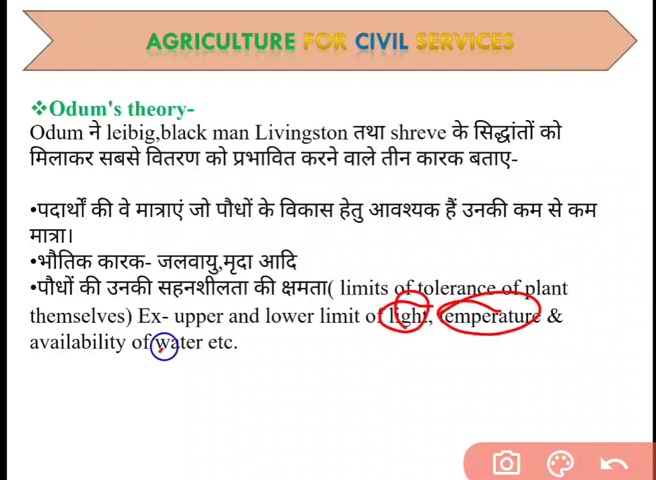 AGRICULTURE FOR CIVIL SERVICES
❖Odum's theory-
Odum ने leibig,black man Livingston तथा shreve के सिद्धांतों को
मिलाकर सबसे वितरण को प्रभावित करने वाले तीन कारक बताए-
•पदार्थों की वे मात्राएं जो पौधों के विकास हेतु आवश्यक हैं उनकी कम से कम
मात्रा।
•भौतिक कारक- जलवायु,मृदा आदि
•पौधों की उनकी सहनशीलता की क्षमता( limits of tolerance of plant
themselves) Ex- upper and lower limit of light, temperature &
availability of water etc.